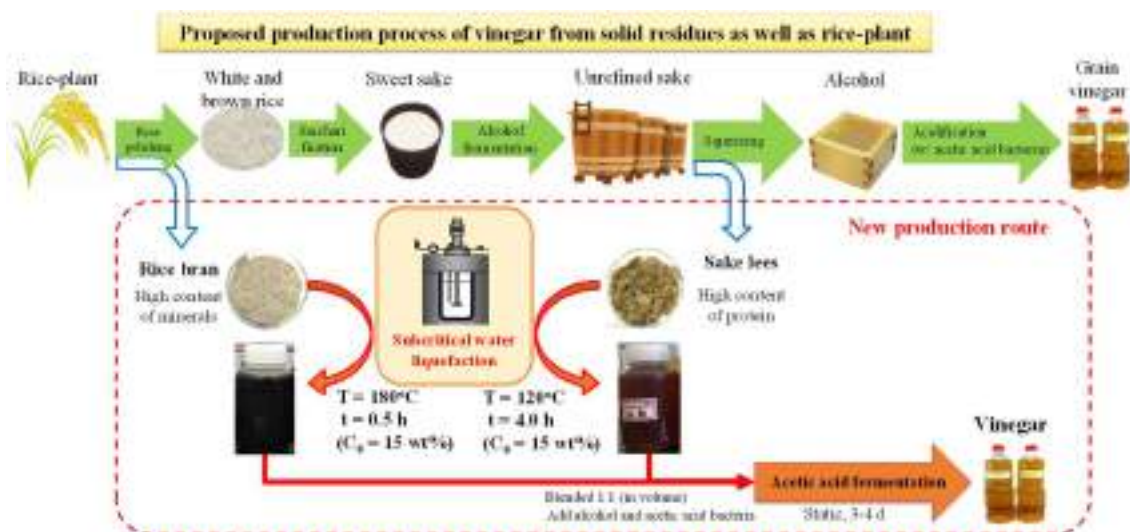 Proposed production process of vinegar from solid residues as well as rice-plant
Rice-plant
White and
brown rice
Sweet sake
Unrefined sake
Alcohol
Grain
vinegar
Rice
polishing
Alcohol
fermentation
Squeezing
Acidification
acetic acid bacteria
New production route
Rice bran
High content
of minerals
Subcritical water
liquefaction
Sake lees
High content
of protein
T = 180°C
t = 0.5 h
(C₀ = 15 wt%)
T = 120°C
t = 4.0 h
(C₀ = 15 wt%)
Vinegar
Acetic acid fermentation
Blended 1:1 (in volume)
Add alcohol and acetic acid bacteria
Static, 3-4 d